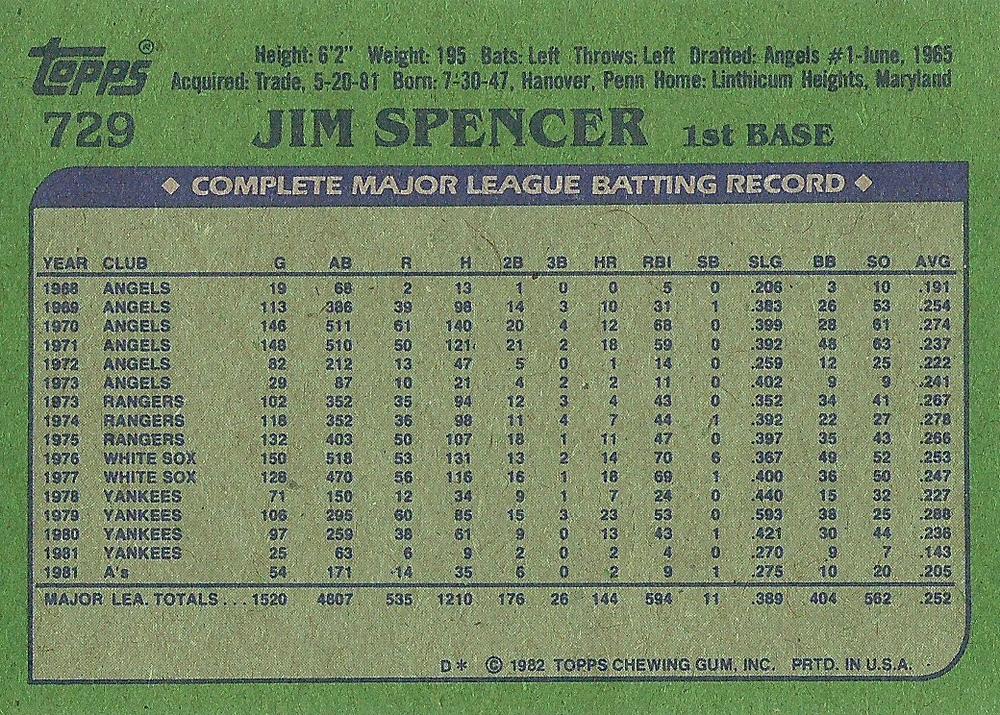 topps®
Height: 6'2" Weight: 195 Bats: Left Throws: Left Drafted: Angels #1-June, 1965
Acquired: Trade, 5-20-81 Born: 7-30-47, Hanover, Penn Home: Linthicum Heights, Maryland
729 JIM SPENCER 1st BASE
◆ COMPLETE MAJOR LEAGUE BATTING RECORD ◆
YEAR CLUB G AB R H 2B 3B HR RBI SB SLG BB SO AVG
1968 ANGELS 19 68 2 13 1 0 0 5 0 .206 3 10 .191
1969 ANGELS 113 386 39 98 14 3 10 31 1 .383 26 53 .254
1970 ANGELS 146 511 61 140 20 4 12 68 0 .399 28 61 .274
1971 ANGELS 148 510 50 121 21 2 18 59 0 .392 48 63 .237
1972 ANGELS 82 212 13 47 5 0 1 14 0 .259 12 25 .222
1973 ANGELS 29 87 10 21 4 2 2 11 0 .402 9 9 .241
1973 RANGERS 102 352 35 94 12 3 4 43 0 .352 34 41 .267
1974 RANGERS 118 352 36 98 11 4 7 44 1 .392 22 27 .278
1975 RANGERS 132 403 50 107 18 1 11 47 0 .397 35 43 .266
1976 WHITE SOX 150 518 53 131 13 2 14 70 6 .367 49 52 .253
1977 WHITE SOX 128 470 56 116 16 1 18 69 1 .400 36 50 .247
1978 YANKEES 71 150 12 34 9 1 7 24 0 .440 15 32 .227
1979 YANKEES 106 295 60 85 15 3 23 53 0 .593 38 25 .288
1980 YANKEES 97 259 38 61 9 0 13 43 1 .421 30 44 .236
1981 YANKEES 25 63 6 9 2 0 2 4 0 .270 9 7 .143
1981 A's 54 171 14 35 6 0 2 9 1 .275 10 20 .205
MAJOR LEA. TOTALS ... 1520 4807 535 1210 176 26 144 594 11 .389 404 562 .252
D* © 1982 TOPPS CHEWING GUM, INC. PRTD. IN U.S.A.